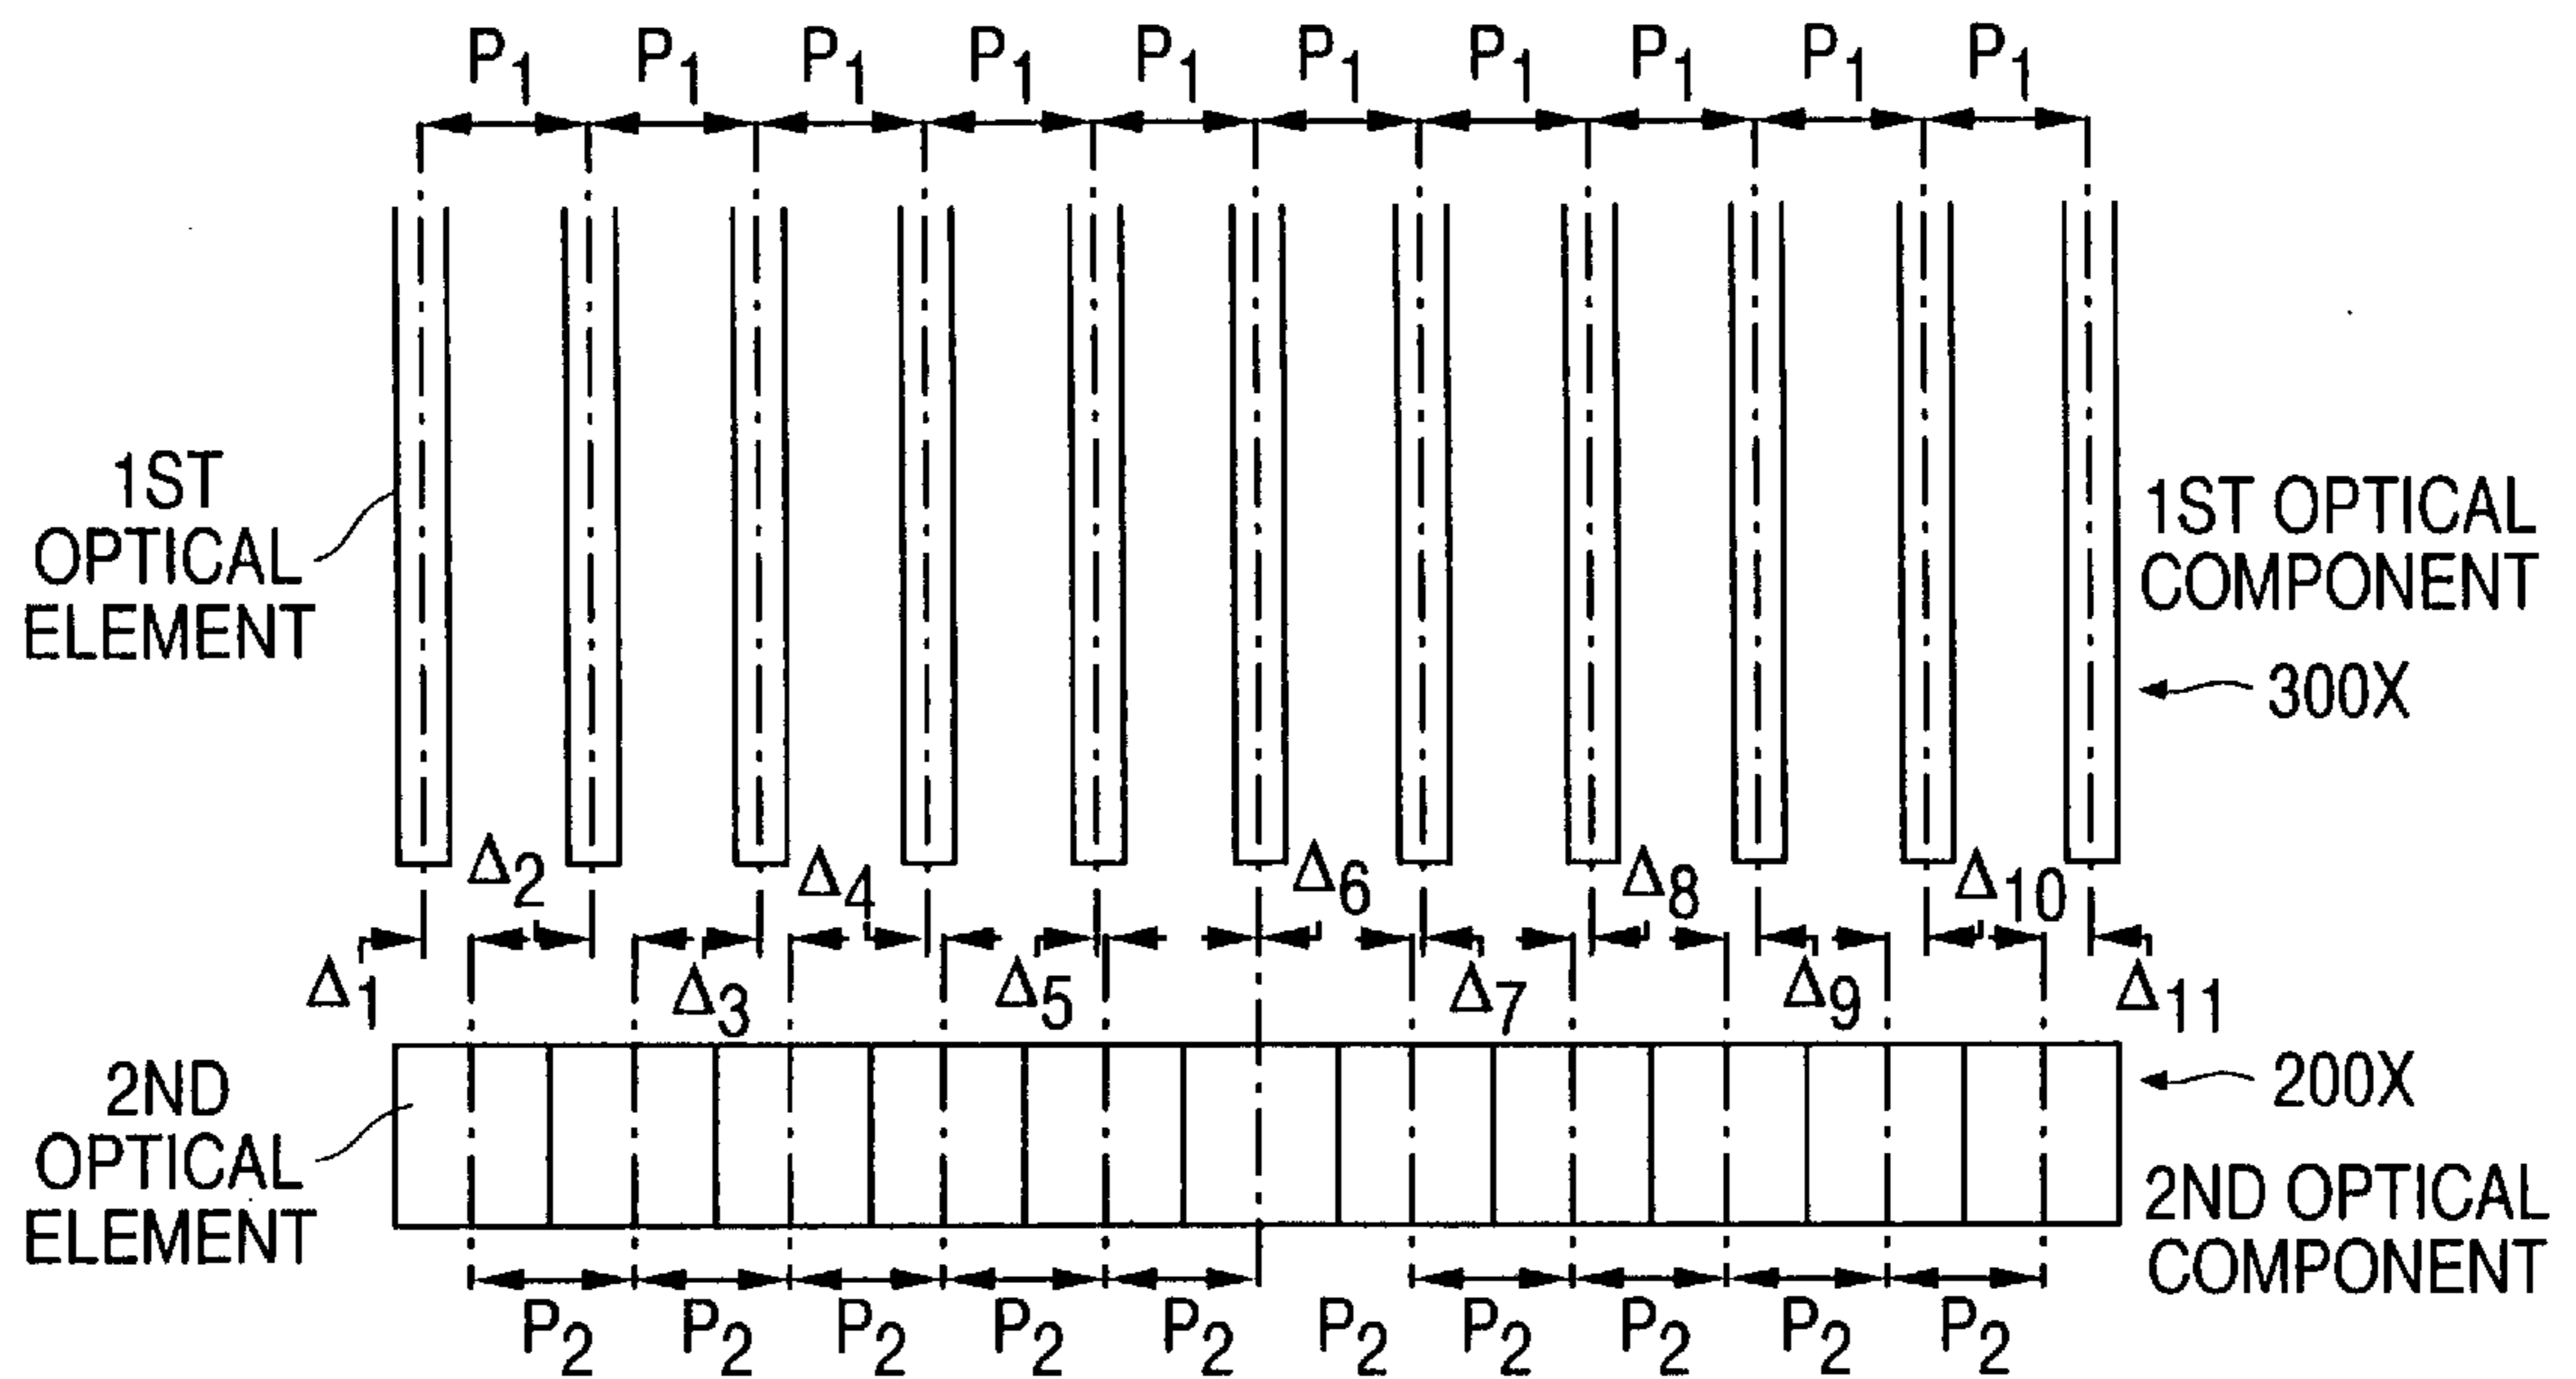 P1 P1 P1 P1 P1 P1 P1 P1 P1 P1
1ST
OPTICAL
ELEMENT
1ST OPTICAL
COMPONENT
300X
Δ2 Δ4 Δ6 Δ8 Δ10
Δ1 Δ3 Δ5 Δ7 Δ9 Δ11
2ND
OPTICAL
ELEMENT
200X
2ND OPTICAL
COMPONENT
P2 P2 P2 P2 P2 P2 P2 P2 P2 P2